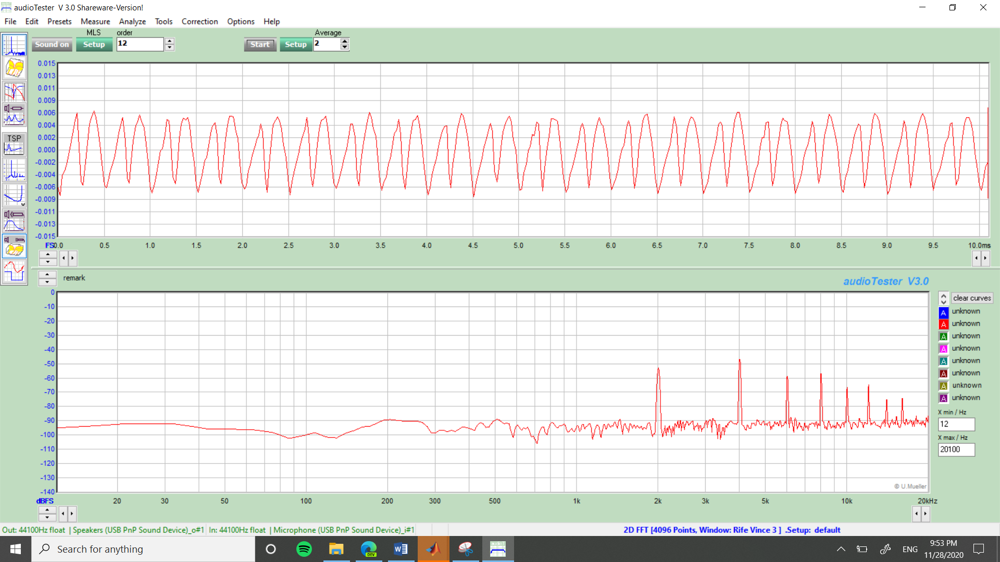 audioTester V 3.0 Shareware-Version!
File Edit Presets Measure Analyze Tools Correction Options Help
MLS order Average
Sound on Setup 12 Start Setup 2
TSP
0.015
0.013
0.011
0.009
0.006
0.004
0.002
0.000
-0.002
-0.004
-0.006
-0.009
-0.011
-0.013
-0.015
FS 0.0 0.5 1.0 1.5 2.0 2.5 3.0 3.5 4.0 4.5 5.0 5.5 6.0 6.5 7.0 7.5 8.0 8.5 9.0 9.5 10.0ms
remark
audioTester V3.0
0
-10
-20
-30
-40
-50
-60
-70
-80
-90
-100
-110
-120
-130
-140
© U.Mueller
dBFS 20 30 50 100 200 300 500 1k 2k 3k 5k 10k 20kHz
clear curves
A unknown
A unknown
A unknown
A unknown
A unknown
A unknown
A unknown
A unknown
X min / Hz
12
X max / Hz
20100
Out: 44100Hz float | Speakers (USB PnP Sound Device)_o#1 In: 44100Hz float | Microphone (USB PnP Sound Device)_i#1 2D FFT [4096 Points, Window: Rife Vince 3 ] .Setup: default
Search for anything
DEV
ENG
9:53 PM
11/28/2020